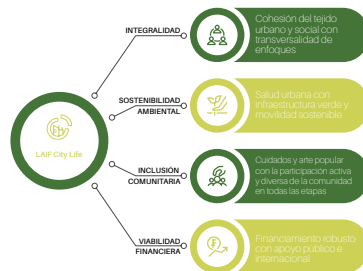 INTEGRALIDAD
Cohesión del tejido
urbano y social con
transversalidad de
enfoques
SOSTENIBILIDAD
AMBIENTAL
Salud urbana con
infraestructura verde y
movilidad sostenible
LAIF City Life
INCLUSIÓN
COMUNITARIA
Cuidados y arte popular
con la participación activa
y diversa de la comunidad
en todas las etapas
VIABILIDAD
FINANCIERA
Financiamiento robusto
con apoyo público e
internacional